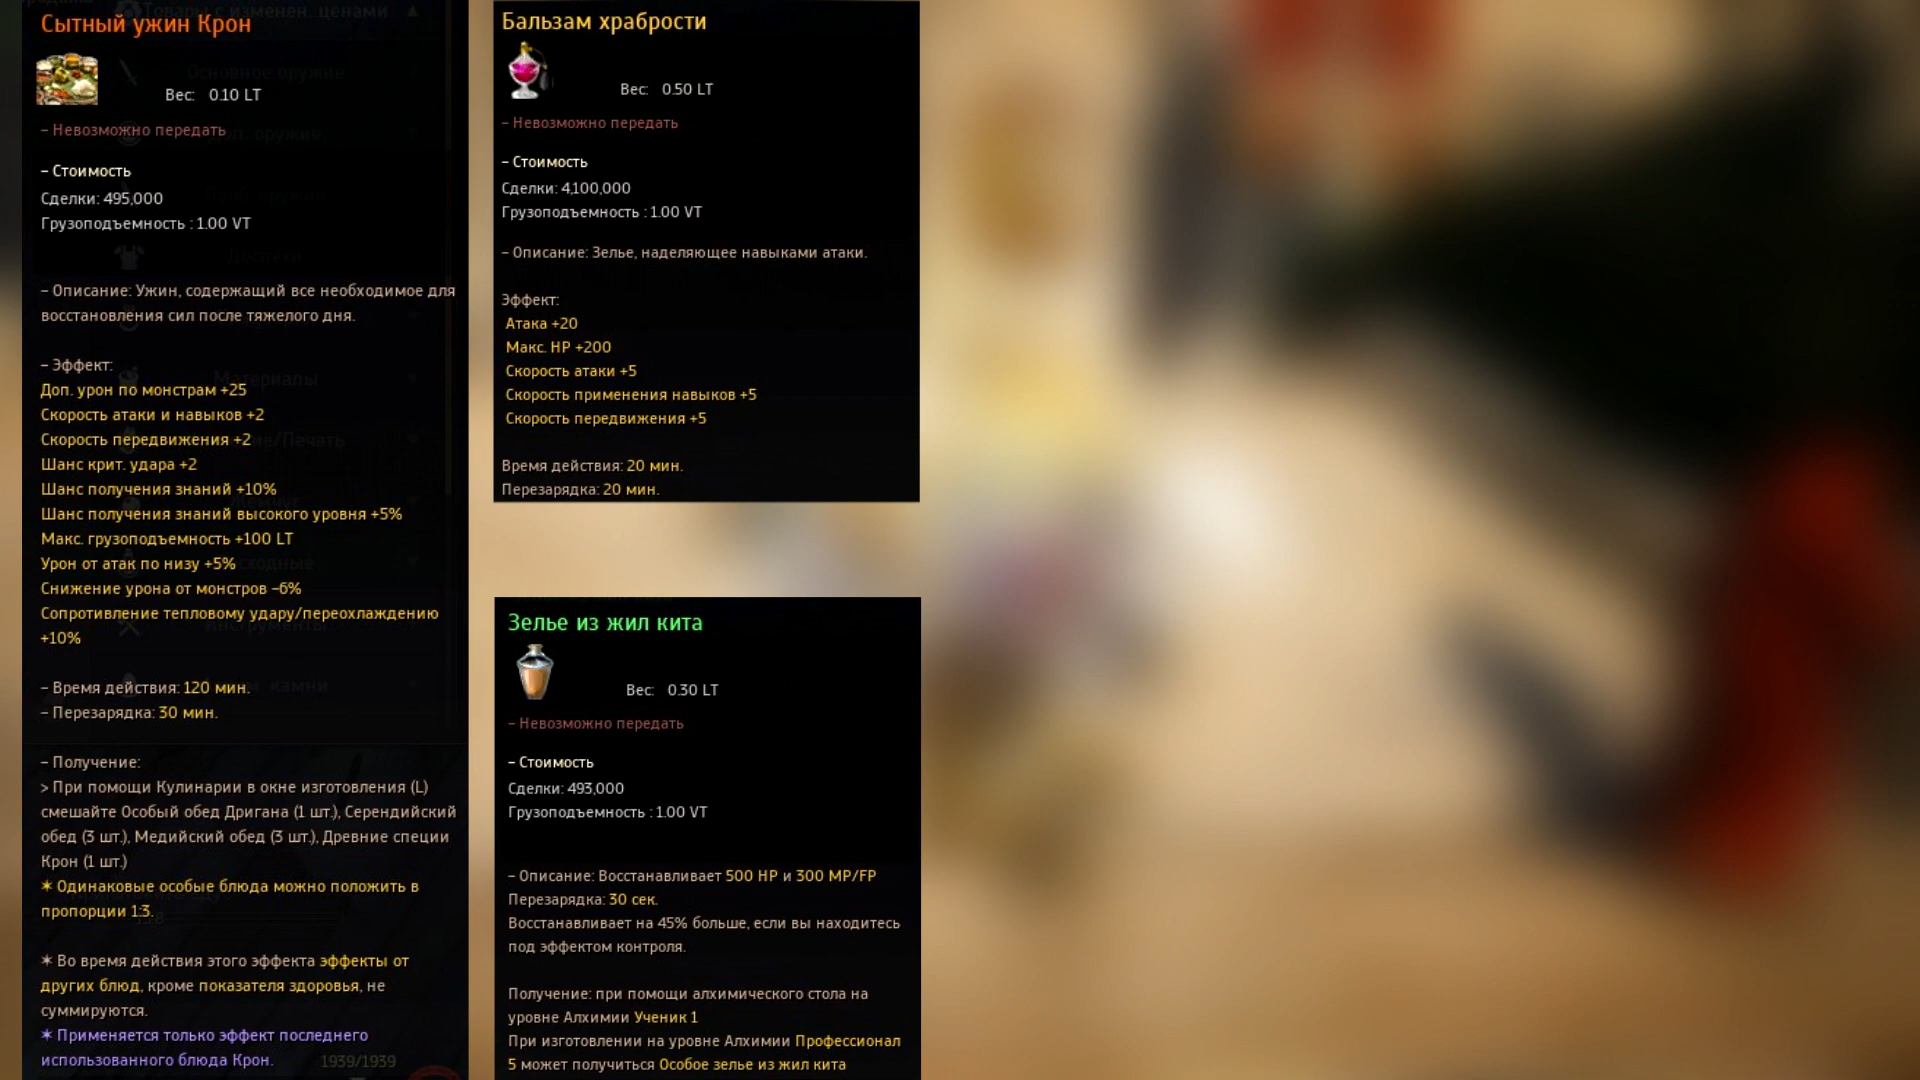 Сытный ужин Крон
Вес: 0.10 LT
– Невозможно передать
– Стоимость
Сделки: 495,000
Грузоподъемность : 1.00 VT
– Описание: Ужин, содержащий все необходимое для
восстановления сил после тяжелого дня.
– Эффект:
Доп. урон по монстрам +25
Скорость атаки и навыков +2
Скорость передвижения +2
Шанс крит. удара +2
Шанс получения знаний +10%
Шанс получения знаний высокого уровня +5%
Макс. грузоподъемность +100 LT
Урон от атак по низу +5%
Снижение урона от монстров –6%
Сопротивление тепловому удару/переохлаждению
+10%
– Время действия: 120 мин.
– Перезарядка: 30 мин.
– Получение:
> При помощи Кулинарии в окне изготовления (L)
смешайте Особый обед Дригана (1 шт.), Серендийский
обед (3 шт.), Медийский обед (3 шт.), Древние специи
Крон (1 шт.)
✶ Одинаковые особые блюда можно положить в
пропорции 1:3.
✶ Во время действия этого эффекта эффекты от
других блюд, кроме показателя здоровья, не
суммируются.
✶ Применяется только эффект последнего
использованного блюда Крон.
1939/1939
Бальзам храбрости
Вес: 0.50 LT
– Невозможно передать
– Стоимость
Сделки: 4,100,000
Грузоподъемность : 1.00 VT
– Описание: Зелье, наделяющее навыками атаки.
Эффект:
Атака +20
Макс. HP +200
Скорость атаки +5
Скорость применения навыков +5
Скорость передвижения +5
Время действия: 20 мин.
Перезарядка: 20 мин.
Зелье из жил кита
Вес: 0.30 LT
– Невозможно передать
– Стоимость
Сделки: 493,000
Грузоподъемность : 1.00 VT
– Описание: Восстанавливает 500 HP и 300 MP/FP
Перезарядка: 30 сек.
Восстанавливает на 45% больше, если вы находитесь
под эффектом контроля.
Получение: при помощи алхимического стола на
уровне Алхимии Ученик 1
При изготовлении на уровне Алхимии Профессионал
5 может получиться Особое зелье из жил кита